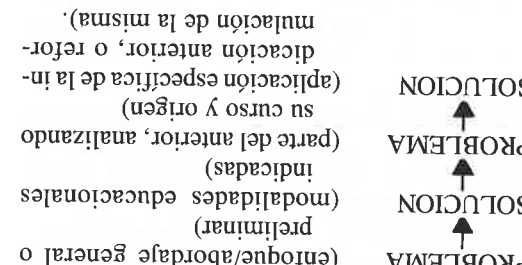 PROBLEMA (enfoque/abordaje general o
preliminar)
SOLUCION (modalidades educacionales
indicadas)
PROBLEMA (parte del anterior, analizando
su curso y origen)
SOLUCION (aplicación específica de la in-
dicación anterior, o refor-
mulación de la misma).